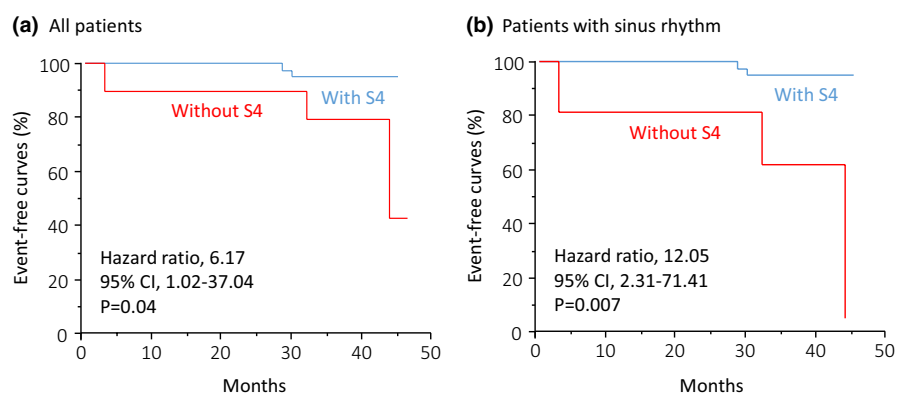 (a) All patients
Event-free curves (%)
100
80
60
40
20
0
With S4
Without S4
Hazard ratio, 6.17
95% CI, 1.02-37.04
P=0.04
0 10 20 30 40 50
Months
(b) Patients with sinus rhythm
Event-free curves (%)
100
80
60
40
20
0
With S4
Without S4
Hazard ratio, 12.05
95% CI, 2.31-71.41
P=0.007
0 10 20 30 40 50
Months